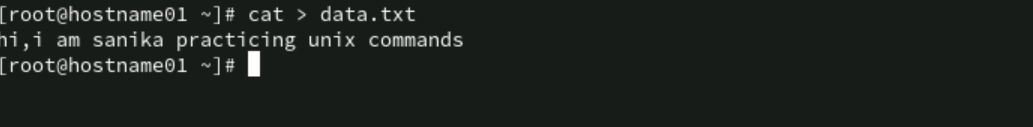 [root@hostname01 ~]# cat > data.txt
hi,i am sanika practicing unix commands
[root@hostname01 ~]#